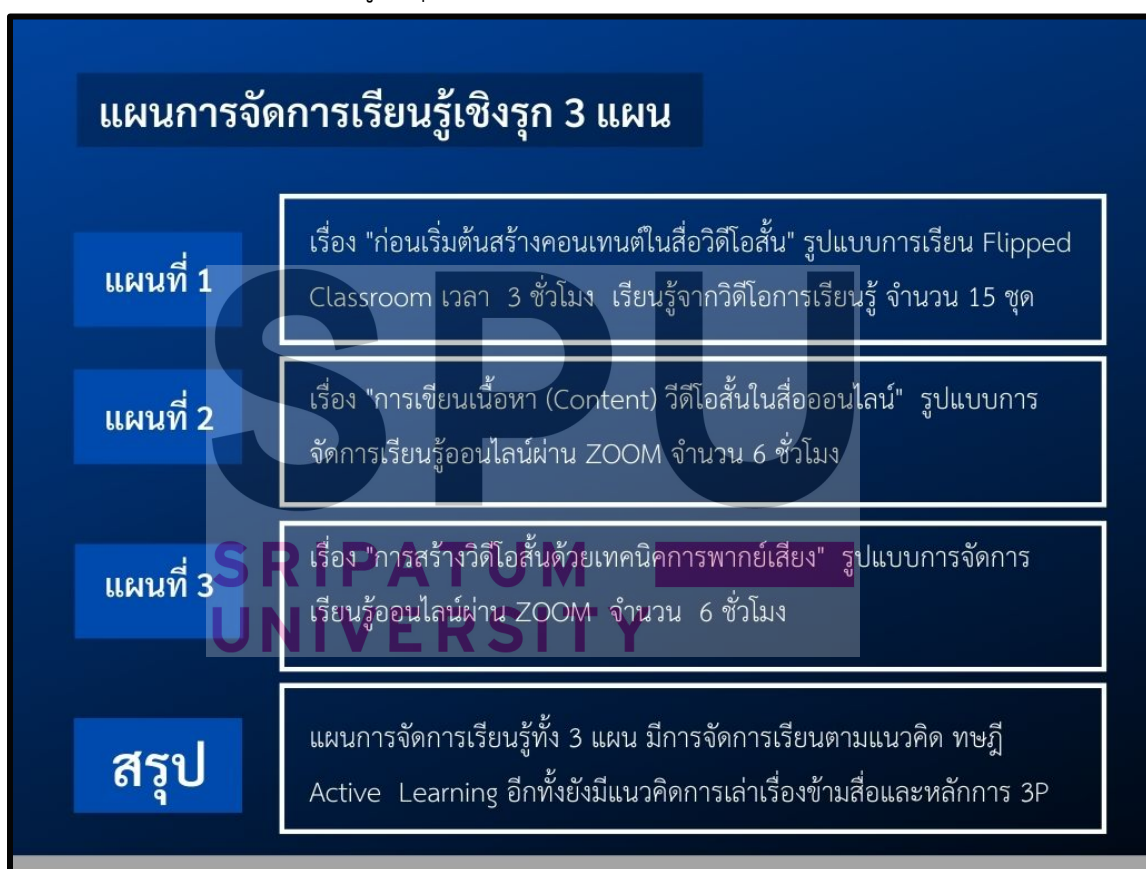 แผนการจัดการเรียนรู้เชิงรุก 3 แผน
แผนที่ 1
เรื่อง "ก่อนเริ่มต้นสร้างคอนเทนต์ในสื่อวิดีโอสั้น" รูปแบบการเรียน Flipped
Classroom เวลา 3 ชั่วโมง เรียนรู้จากวิดีโอการเรียนรู้ จำนวน 15 ชุด
แผนที่ 2
เรื่อง "การเขียนเนื้อหา (Content) วีดีโอสั้นในสื่อออนไลน์" รูปแบบการ
จัดการเรียนรู้ออนไลน์ผ่าน ZOOM จำนวน 6 ชั่วโมง
แผนที่ 3
เรื่อง "การสร้างวิดีโอสั้นด้วยเทคนิคการพากย์เสียง" รูปแบบการจัดการ
เรียนรู้ออนไลน์ผ่าน ZOOM จำนวน 6 ชั่วโมง
สรุป
แผนการจัดการเรียนรู้ทั้ง 3 แผน มีการจัดการเรียนตามแนวคิด ทษฎี
Active Learning อีกทั้งยังมีแนวคิดการเล่าเรื่องข้ามสื่อและหลักการ 3P
SPU
SRIPATUM
UNIVERSITY